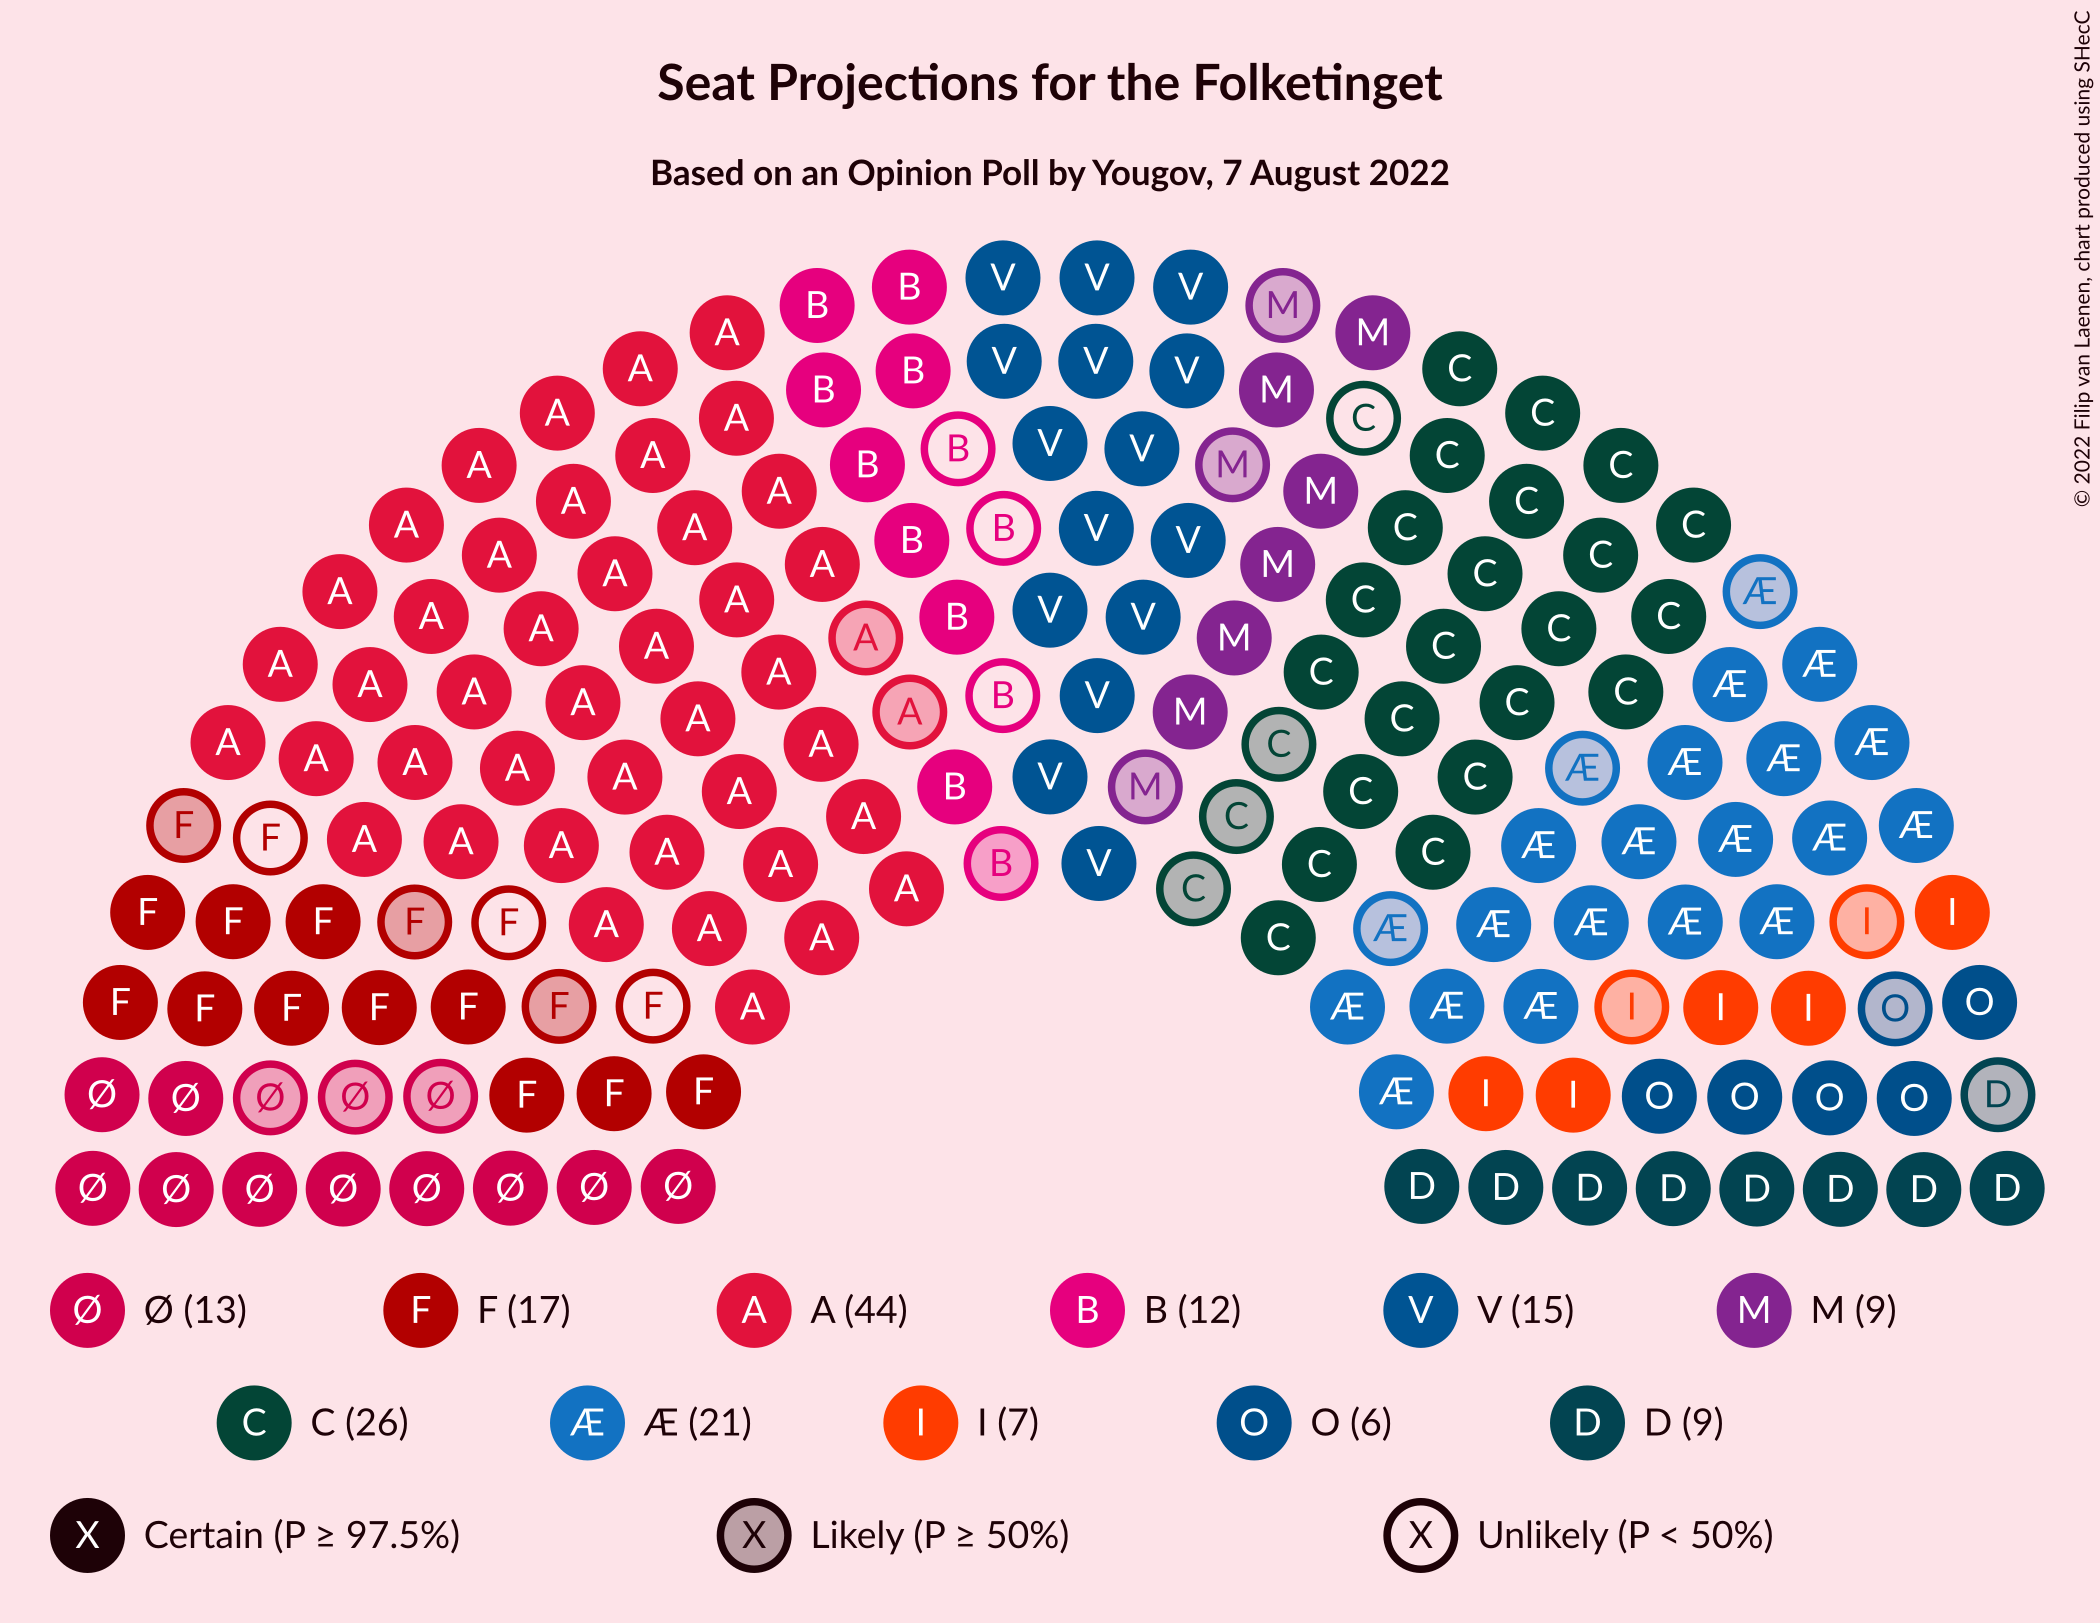 Seat Projections for the Folketinget
Based on an Opinion Poll by Yougov, 7 August 2022
© 2022 Filip van Laenen, chart produced using SHecC
B B V V V M
A B B V V V M M C
A A A B B V V M M C C C
A A A A B B V V M C C C C
A A A A A B V V M C C C C Æ
A A A A A A B V M C C C C Æ Æ
A A A A A A A B V M C C C Æ Æ Æ Æ
F F A A A A A A B V C C C Æ Æ Æ Æ Æ
F F F F F A A A A C Æ Æ Æ Æ Æ I I
F F F F F F F A Æ Æ Æ I I I O O
Ø Ø Ø Ø Ø F F F Æ I I O O O O D
Ø Ø Ø Ø Ø Ø Ø Ø D D D D D D D D
Ø Ø (13) F F (17) A A (44) B B (12) V V (15) M M (9)
C C (26) Æ Æ (21) I I (7) O O (6) D D (9)
X Certain (P ≥ 97.5%) X Likely (P ≥ 50%) X Unlikely (P < 50%)